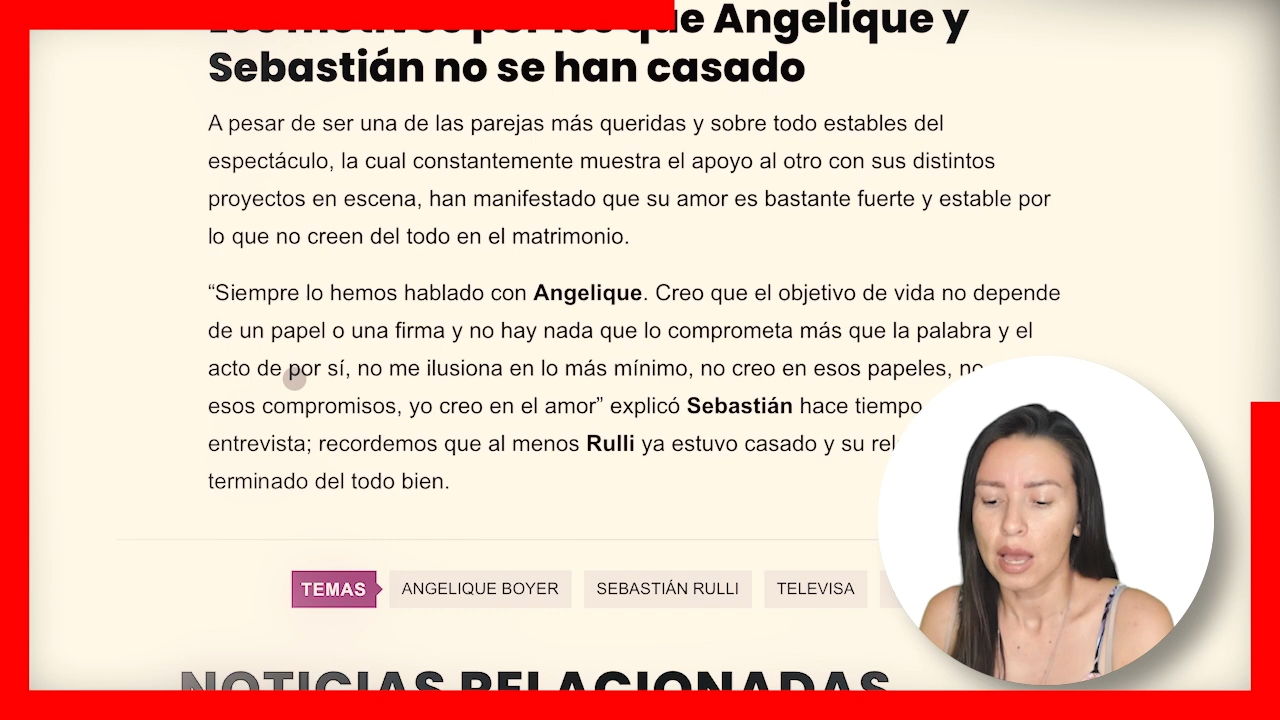 Los motivos por los que Angelique y
Sebastián no se han casado
A pesar de ser una de las parejas más queridas y sobre todo estables del
espectáculo, la cual constantemente muestra el apoyo al otro con sus distintos
proyectos en escena, han manifestado que su amor es bastante fuerte y estable por
lo que no creen del todo en el matrimonio.
“Siempre lo hemos hablado con Angelique. Creo que el objetivo de vida no depende
de un papel o una firma y no hay nada que lo comprometa más que la palabra y el
acto de por sí, no me ilusiona en lo más mínimo, no creo en esos papeles, no
esos compromisos, yo creo en el amor” explicó Sebastián hace tiempo
entrevista; recordemos que al menos Rulli ya estuvo casado y su
terminado del todo bien.
TEMAS ANGELIQUE BOYER SEBASTIÁN RULLI TELEVISA
NOTICIAS RELACIONADAS